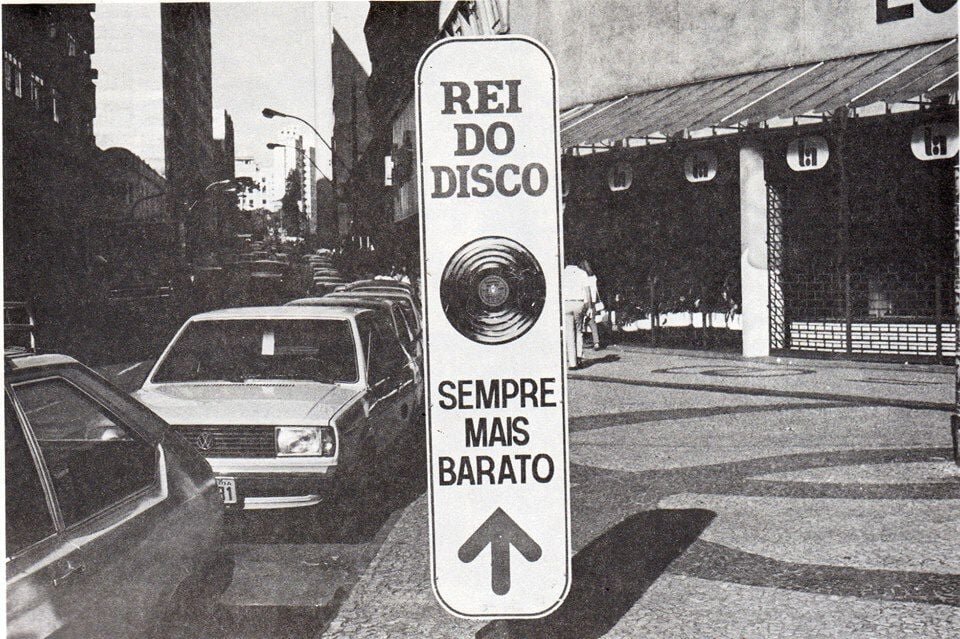 REI
DO
DISCO
SEMPRE
MAIS
BARATO